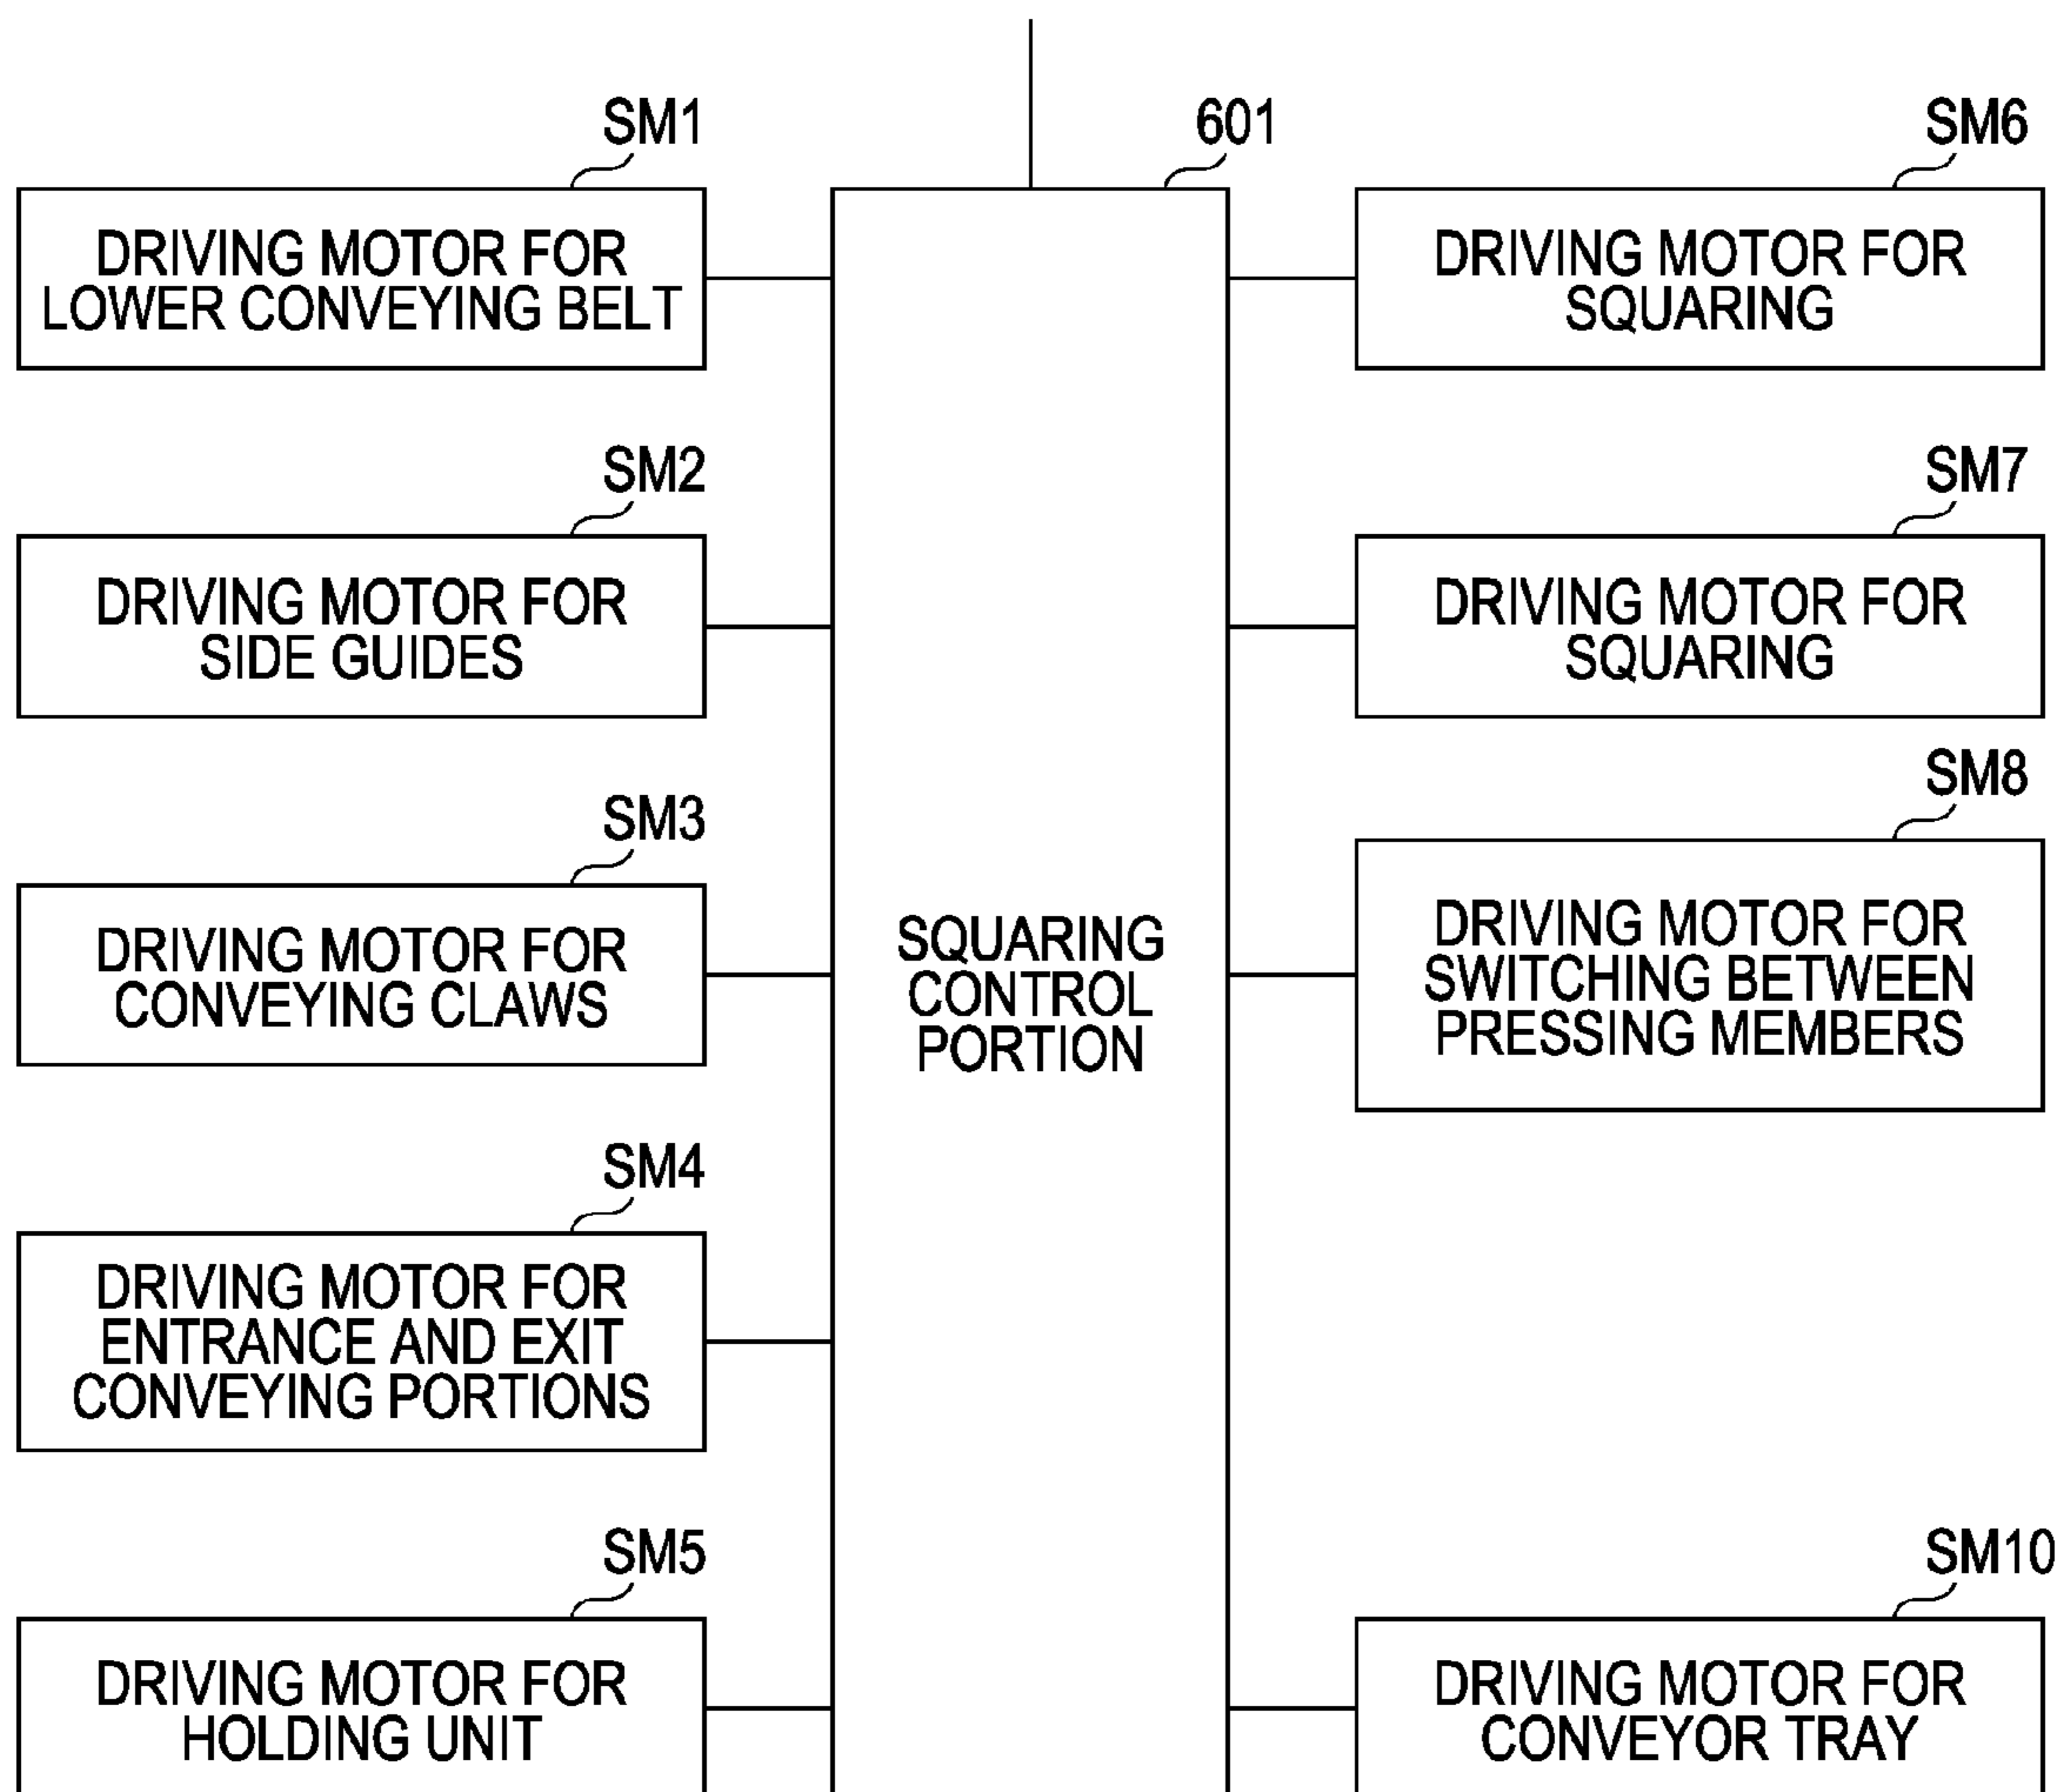 SM1
DRIVING MOTOR FOR
LOWER CONVEYING BELT
SM2
DRIVING MOTOR FOR
SIDE GUIDES
SM3
DRIVING MOTOR FOR
CONVEYING CLAWS
SM4
DRIVING MOTOR FOR
ENTRANCE AND EXIT
CONVEYING PORTIONS
SM5
DRIVING MOTOR FOR
HOLDING UNIT
601
SQUARING
CONTROL
PORTION
SM6
DRIVING MOTOR FOR
SQUARING
SM7
DRIVING MOTOR FOR
SQUARING
SM8
DRIVING MOTOR FOR
SWITCHING BETWEEN
PRESSING MEMBERS
SM10
DRIVING MOTOR FOR
CONVEYOR TRAY